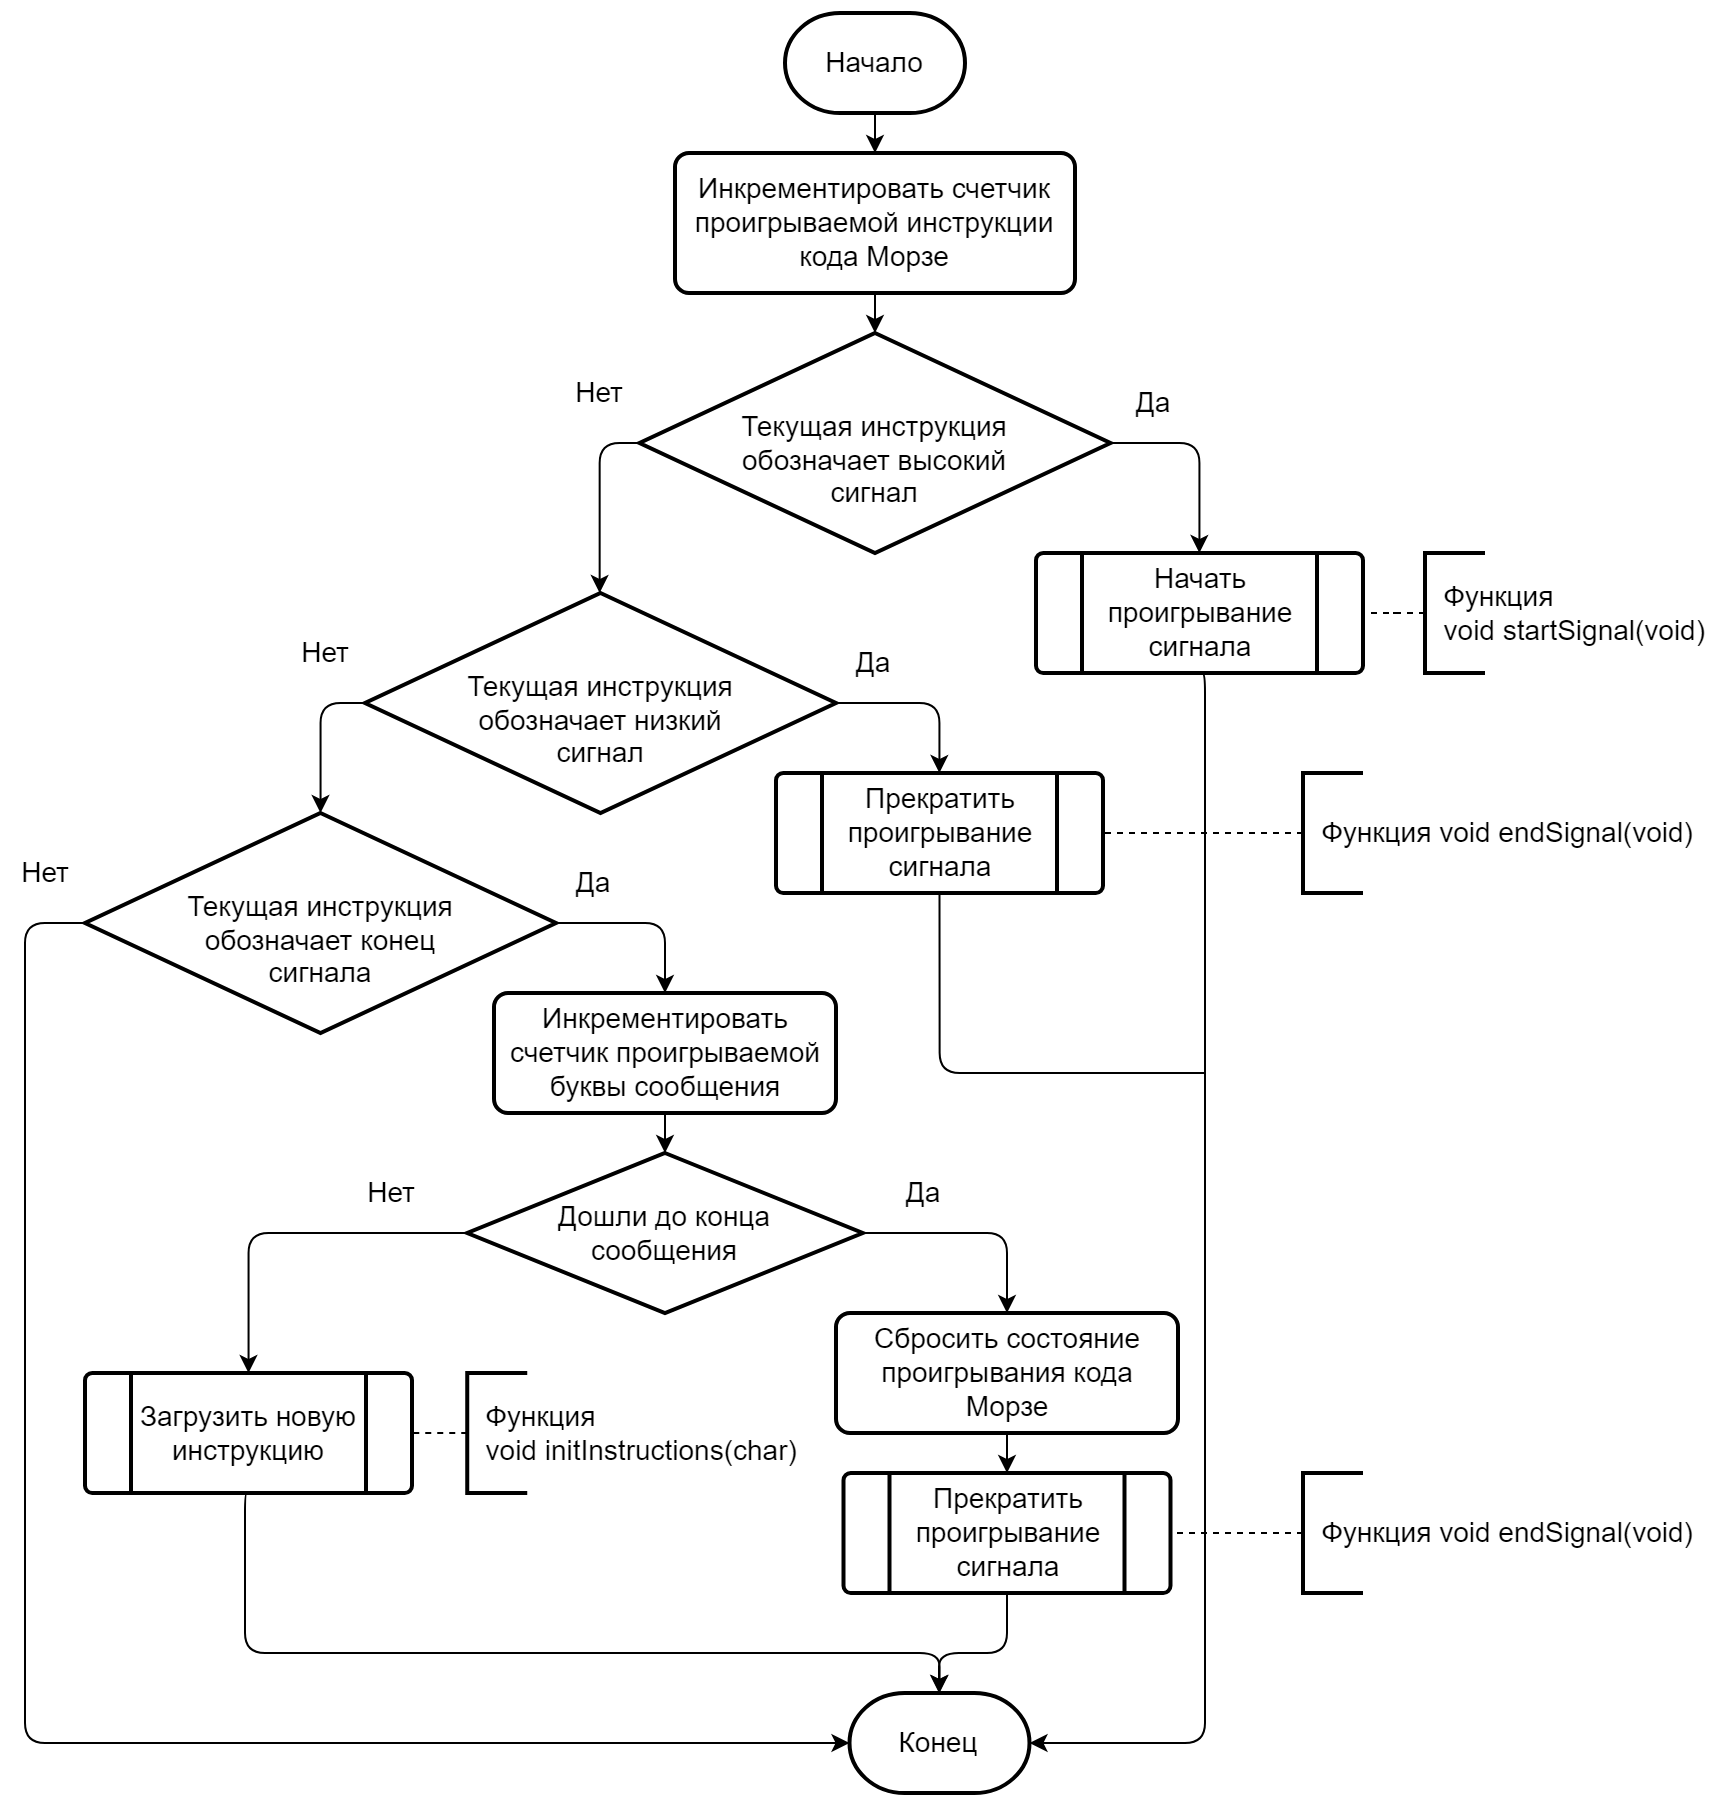 Начало
Инкрементировать счетчик
проигрываемой инструкции
кода Морзе
Нет
Да
Текущая инструкция
обозначает высокий
сигнал
Начать
проигрывание
сигнала
Функция
void startSignal(void)
Нет
Да
Текущая инструкция
обозначает низкий
сигнал
Прекратить
проигрывание
сигнала
Функция void endSignal(void)
Нет
Да
Текущая инструкция
обозначает конец
сигнала
Инкрементировать
счетчик проигрываемой
буквы сообщения
Нет
Да
Дошли до конца
сообщения
Сбросить состояние
проигрывания кода
Морзе
Загрузить новую
инструкцию
Функция
void initInstructions(char)
Прекратить
проигрывание
сигнала
Функция void endSignal(void)
Конец